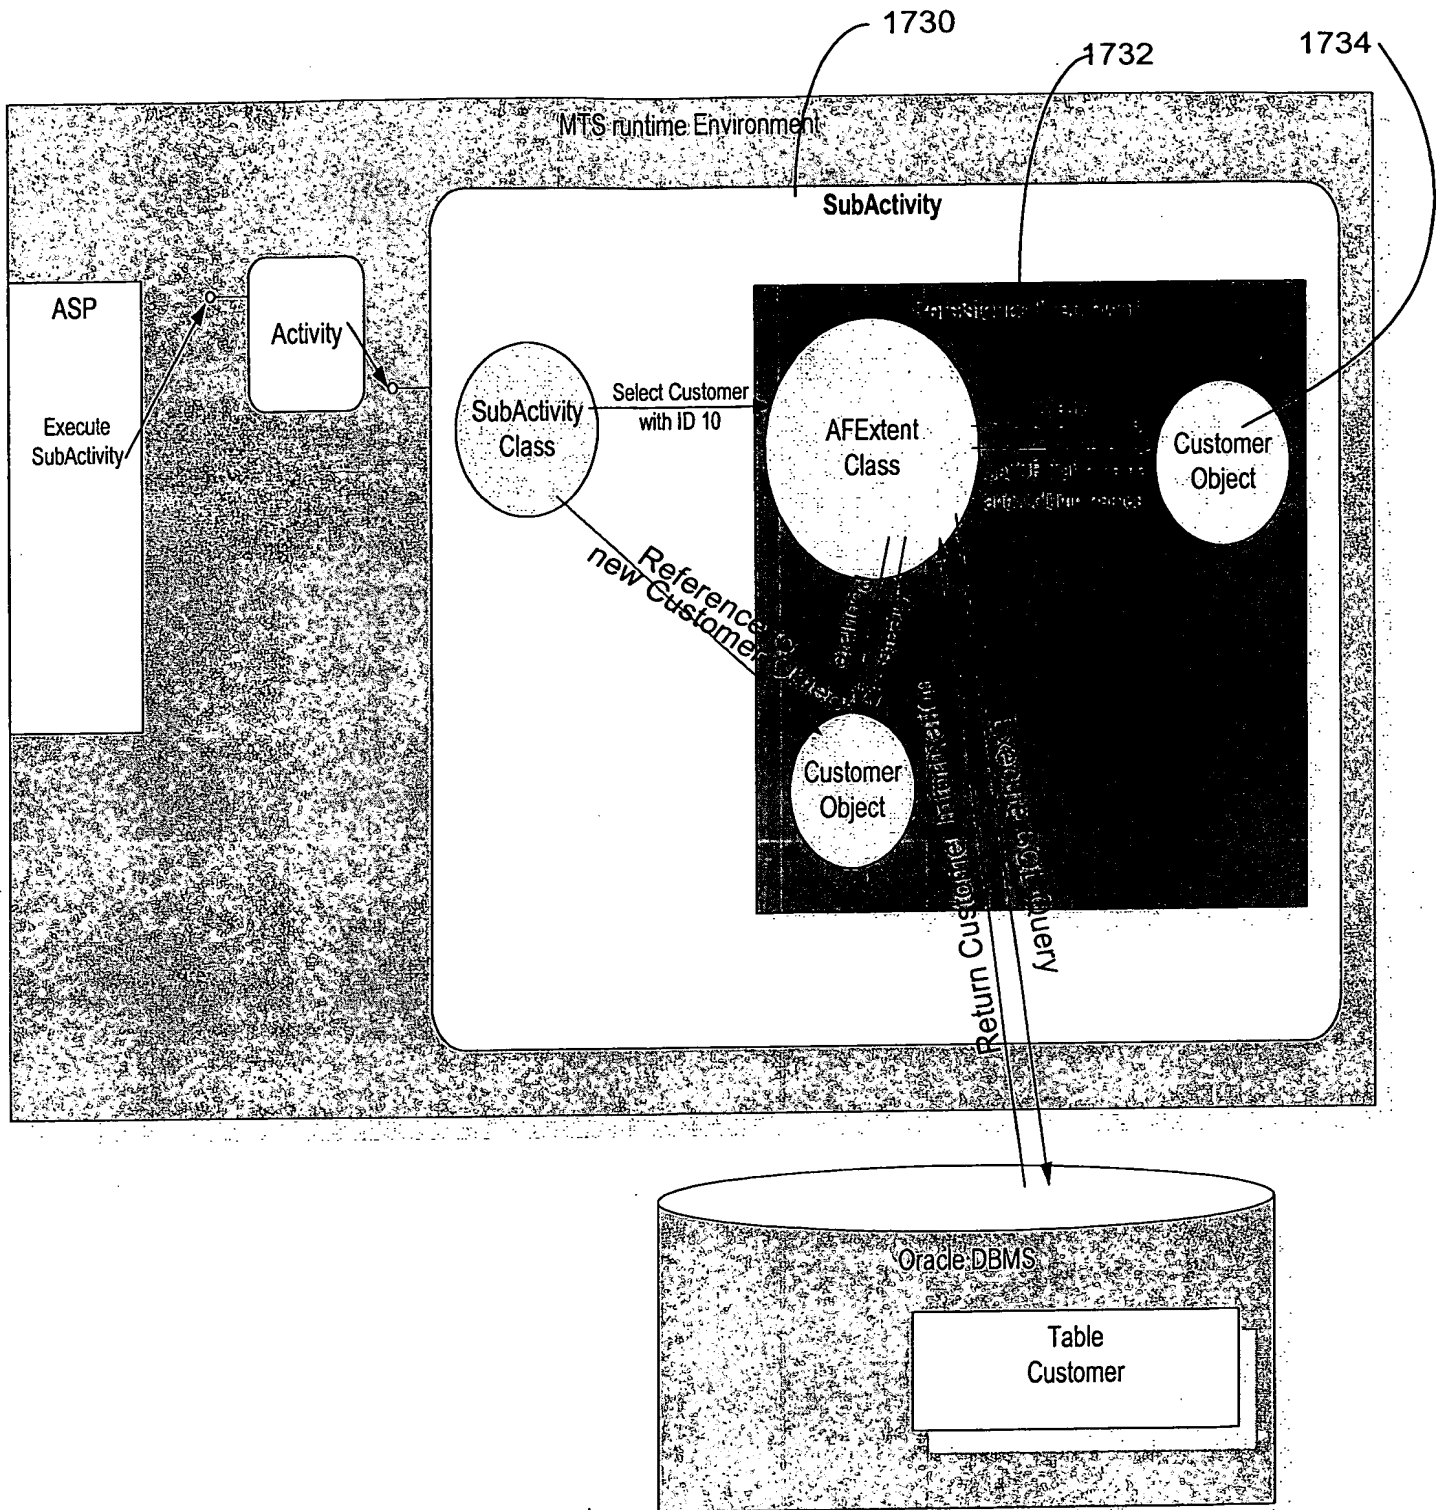 1730
1732
1734
MTS runtime Environment
SubActivity
ASP
Activity
Execute
SubActivity
SubActivity
Class
Select Customer
with ID 10
AFExtent
Class
Customer
Object
Reference
new Customer
Customer
Object
Return Customer Information
Execute SQL Query
Oracle DBMS
Table
Customer